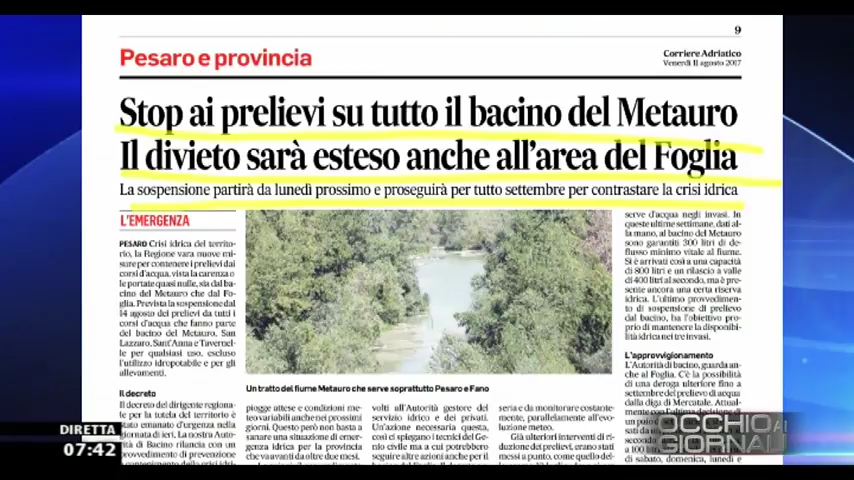 9
Pesaro e provincia
Corriere Adriatico
Venerdì 11 agosto 2017
Stop ai prelievi su tutto il bacino del Metauro
Il divieto sarà esteso anche all'area del Foglia
La sospensione partirà da lunedì prossimo e proseguirà per tutto settembre per contrastare la crisi idrica
L'EMERGENZA
PESARO Crisi idrica del territo-
rio, la Regione vara nuove mi-
sure per contenere i prelievi dai
corsi d'acqua, vista la carenza o
le portate quasi nulle, sia dal ba-
cino del Metauro che dal Fo-
glia. Prevista la sospensione dal
14 agosto dei prelievi da tutti i
corsi d'acqua che fanno parte
del bacino del Metauro, San
Lazzaro, Sant'Anna e Tavernel-
le per qualsiasi uso, escluso
l'utilizzo idropotabile e per gli
allevamenti.
Il decreto
Il decreto del dirigente regiona-
le per la tutela del territorio è
stato emanato d'urgenza nella
giornata di ieri. La nostra Auto-
rità di Bacino rilancia con un
provvedimento di prevenzione
Un tratto del fiume Metauro che serve soprattutto Pesaro e Fano
piogge attese e condizioni me-
teo variabili anche nei prossimi
giorni. Questo però non basta a
sanare una situazione di emer-
genza idrica per la provincia
che va avanti da oltre due mesi.
volti all'Autorità gestore del
servizio idrico e dei privati.
Un'azione necessaria questa,
così ci spiegano i tecnici del Ge-
nio civile ma a cui potrebbero
seguire altre azioni anche per il
seria e da monitorare costante-
mente, parallelamente all'evo-
luzione meteo.
Già ulteriori interventi di ri-
duzione dei prelievi, erano stati
messi a punto, come quello del-
serve d'acqua negli invasi. In
queste ultime settimane, dati al-
la mano, al bacino del Metauro
sono garantiti 300 litri di de-
flusso minimo vitale al fiume.
Si è arrivati così a una capacità
di 800 litri e un rilascio a valle
di 400 litri al secondo, ma è pre-
sente ancora una certa riserva
idrica. L'ultimo provvedimen-
to di sospensione di prelievo
dal bacino, ha l'obiettivo pro-
prio di mantenere la disponibi-
lità idrica nei tre invasi.
L'approvvigionamento
L'Autorità di bacino, guarda an-
che al Foglia. C'è la possibilità
di una deroga ulteriore fino a
settembre del prelievo di acqua
dalla diga di Mercatale. Attual-
di sabato, domenica, lunedì e
DIRETTA
07:42
OCCHIO AI
GIORNALI